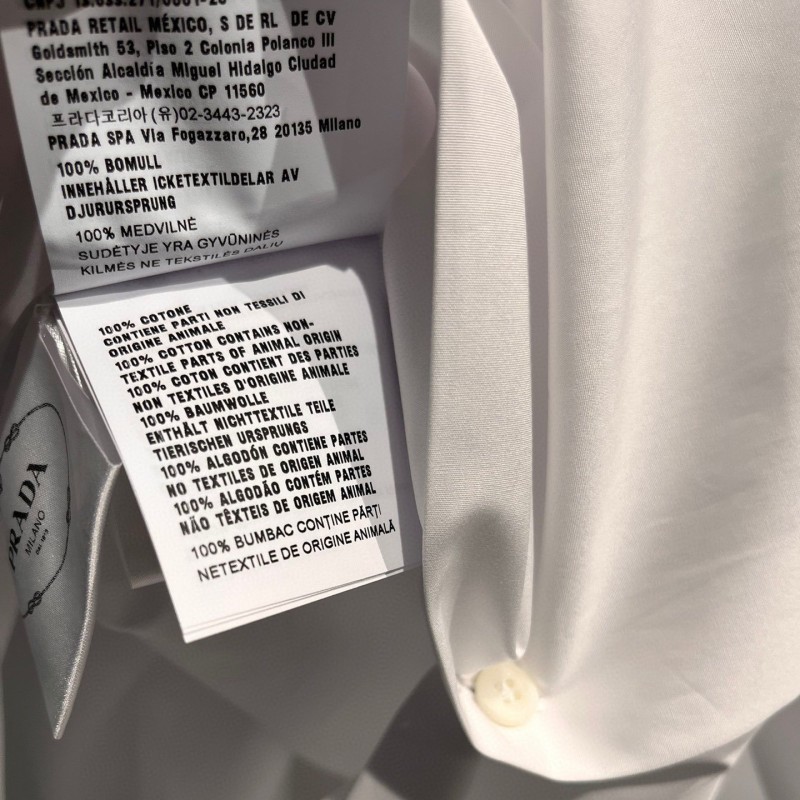 PRADA RETAIL MÉXICO, S DE RL DE CV
Goldsmith 53, Piso 2 Colonia Polanco III
Sección Alcaldía Miguel Hidalgo Ciudad
de Mexico - Mexico CP 11560
프라다코리아(유)02-3443-2323
PRADA SPA Via Fogazzaro,28 20135 Milano
100% BOMULL
INNEHÅLLER ICKETEXTILDELAR AV
DJURURSPRUNG
100% MEDVILNĖ
SUDĖTYJE YRA GYVŪNINĖS
KILMĖS NE TEKSTILĖS DALIŲ
100% COTONE
CONTIENE PARTI NON TESSILI DI
ORIGINE ANIMALE
100% COTTON CONTAINS NON-
TEXTILE PARTS OF ANIMAL ORIGIN
100% COTON CONTIENT DES PARTIES
NON TEXTILES D'ORIGINE ANIMALE
100% BAUMWOLLE
ENTHÄLT NICHTTEXTILE TEILE
TIERISCHEN URSPRUNGS
100% ALGODÓN CONTIENE PARTES
NO TEXTILES DE ORIGEN ANIMAL
100% ALGODÃO CONTÉM PARTES
NÃO TÊXTEIS DE ORIGEM ANIMAL
100% BUMBAC CONȚINE PĂRȚI
NETEXTILE DE ORIGINE ANIMALĂ
PRADA
MILANO
DAL 1913